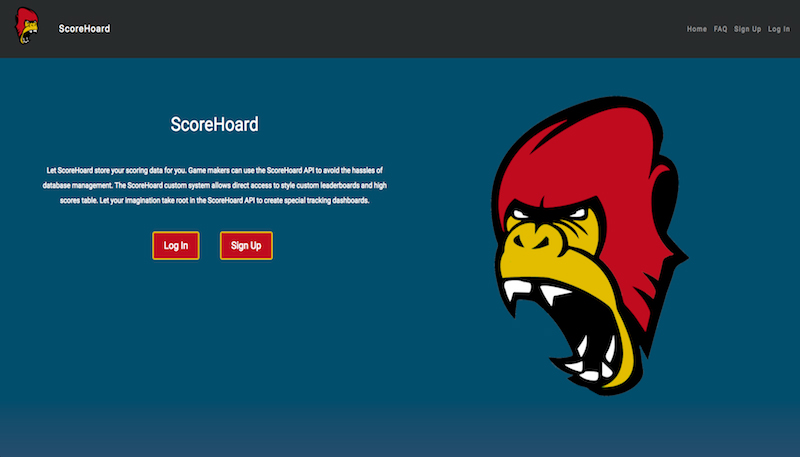 ScoreHoard
Home FAQ Sign Up Log In
ScoreHoard
Let ScoreHoard store your scoring data for you. Game makers can use the ScoreHoard API to avoid the hassles of
database management. The ScoreHoard custom system allows direct access to style custom leaderboards and high
scores table. Let your imagination take root in the ScoreHoard API to create special tracking dashboards.
Log In
Sign Up